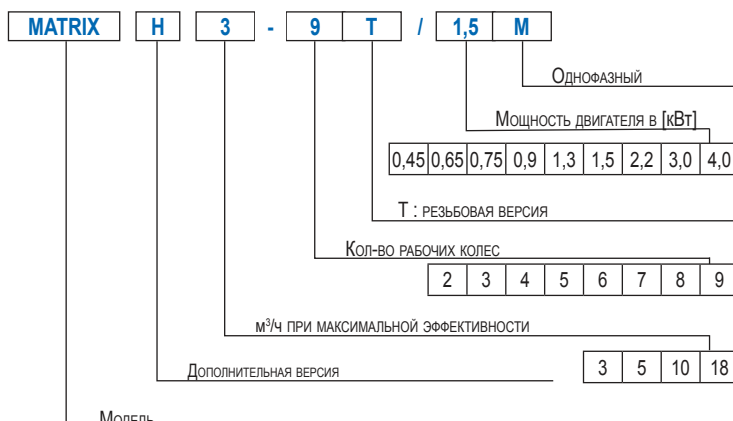 MATRIX H 3 - 9 T / 1,5 M
Однофазный
Мощность двигателя в [кВт]
0,45 0,65 0,75 0,9 1,3 1,5 2,2 3,0 4,0
T : резьбовая версия
Кол-во рабочих колес
2 3 4 5 6 7 8 9
м³/ч при максимальной эффективности
3 5 10 18
Дополнительная версия
Модель